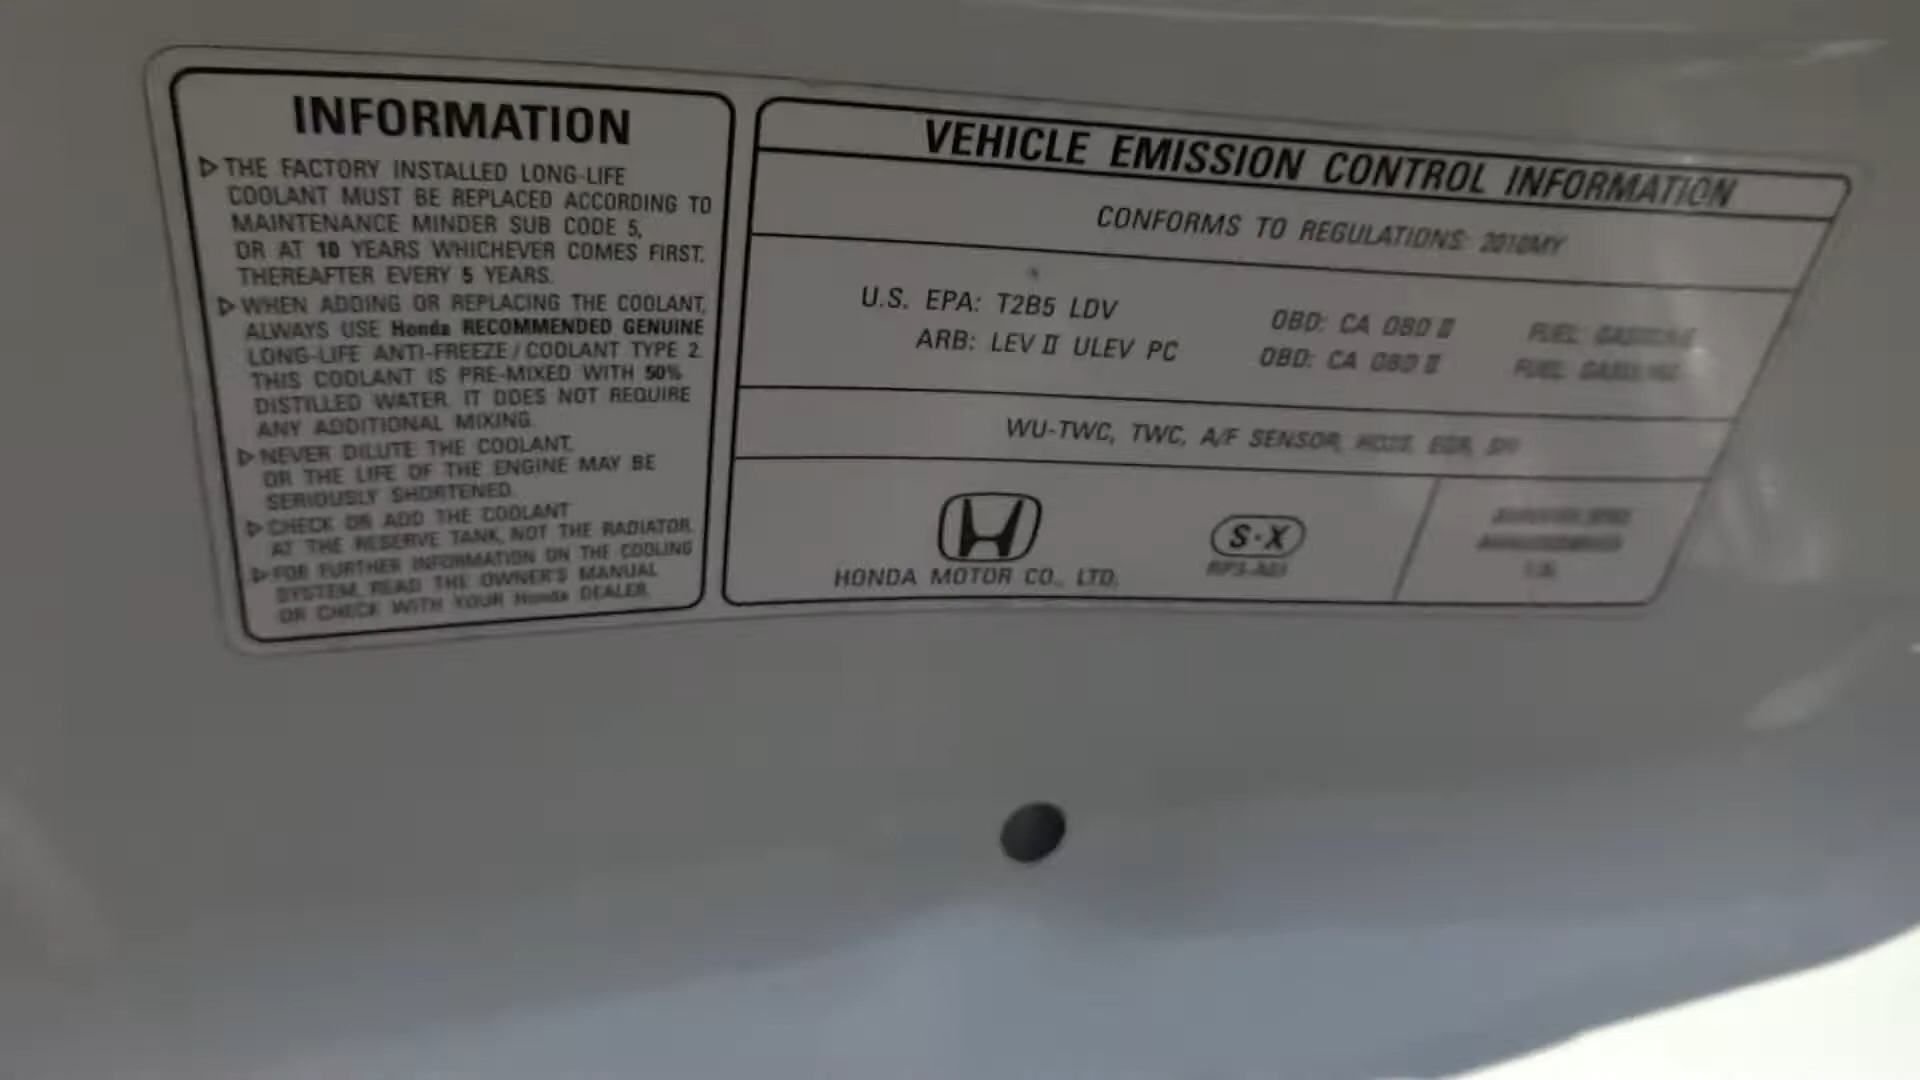 INFORMATION
▷ THE FACTORY INSTALLED LONG-LIFE
COOLANT MUST BE REPLACED ACCORDING TO
MAINTENANCE MINDER SUB CODE 5,
OR AT 10 YEARS WHICHEVER COMES FIRST.
THEREAFTER EVERY 5 YEARS.
▷ WHEN ADDING OR REPLACING THE COOLANT,
ALWAYS USE Honda RECOMMENDED GENUINE
LONG-LIFE ANTI-FREEZE/COOLANT TYPE 2.
THIS COOLANT IS PRE-MIXED WITH 50%
DISTILLED WATER. IT DOES NOT REQUIRE
ANY ADDITIONAL MIXING.
▷ NEVER DILUTE THE COOLANT,
OR THE LIFE OF THE ENGINE MAY BE
SERIOUSLY SHORTENED.
▷ CHECK OR ADD THE COOLANT
AT THE RESERVE TANK, NOT THE RADIATOR.
▷ FOR FURTHER INFORMATION ON THE COOLING
SYSTEM, READ THE OWNER'S MANUAL
OR CHECK WITH YOUR Honda DEALER.
VEHICLE EMISSION CONTROL INFORMATION
CONFORMS TO REGULATIONS: 2010MY
U.S. EPA: T2B5 LDV OBD: CA OBD II FUEL: GASOLINE
ARB: LEV II ULEV PC OBD: CA OBD II FUEL: GASOLINE
WU-TWC, TWC, A/F SENSOR, HO2S, EGR, SFI
HONDA MOTOR CO., LTD.
S·X